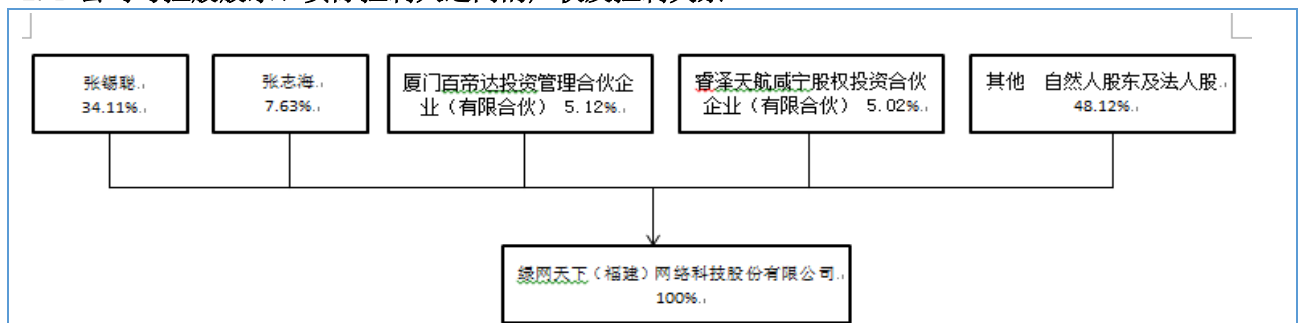 张锡聪
34.11%
张志海
7.63%
厦门百帝达投资管理合伙企
业（有限合伙） 5.12%
睿泽天航咸宁股权投资合伙
企业（有限合伙） 5.02%
其他 自然人股东及法人股
48.12%
绿网天下（福建）网络科技股份有限公司
100%